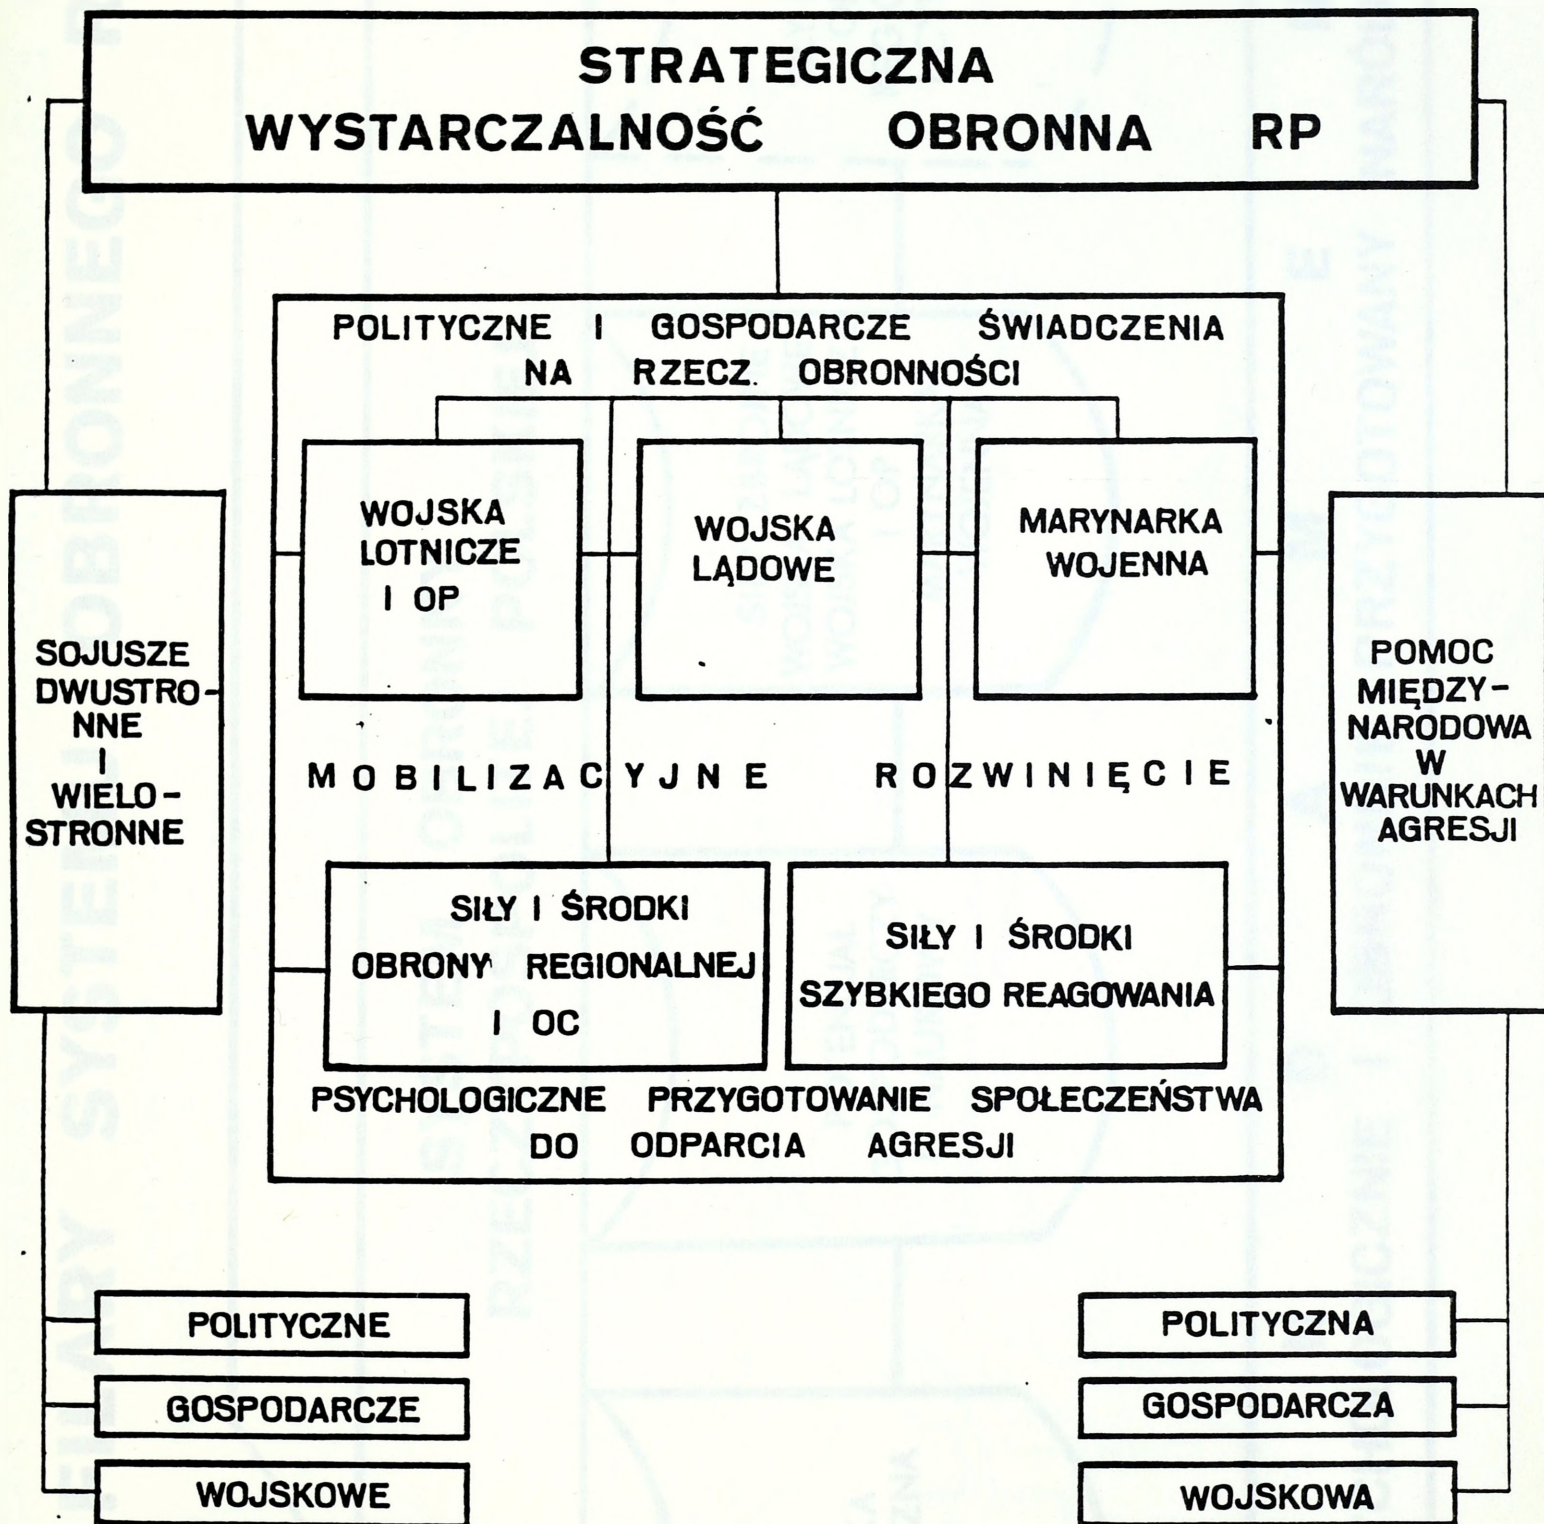 STRATEGICZNA
WYSTARCZALNOŚĆ OBRONNA RP
POLITYCZNE I GOSPODARCZE ŚWIADCZENIA
NA RZECZ. OBRONNOŚCI
WOJSKA
LOTNICZE
I OP
WOJSKA
LĄDOWE
MARYNARKA
WOJENNA
SOJUSZE
DWUSTRO-
NNE
I
WIELO-
STRONNE
POMOC
MIĘDZY-
NARODOWA
W
WARUNKACH
AGRESJI
MOBILIZACYJNE ROZWINIĘCIE
SIŁY I ŚRODKI
OBRONY REGIONALNEJ
I OC
SIŁY I ŚRODKI
SZYBKIEGO REAGOWANIA
PSYCHOLOGICZNE PRZYGOTOWANIE SPOŁECZEŃSTWA
DO ODPARCIA AGRESJI
POLITYCZNE
GOSPODARCZE
WOJSKOWE
POLITYCZNA
GOSPODARCZA
WOJSKOWA